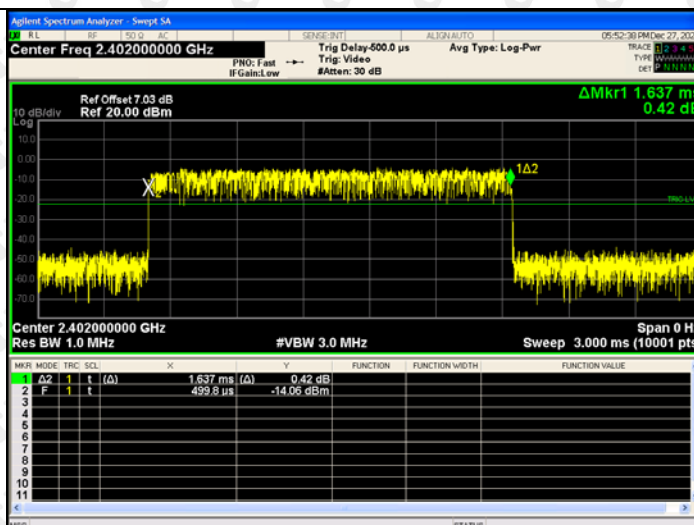 Agilent Spectrum Analyzer - Swept SA
RL RF 50 Ω AC SENSE:INT ALIGNAUTO 05:52:38 PM Dec 27, 202
Center Freq 2.402000000 GHz
PNO: Fast
IFGain:Low
Trig Delay-600.0 µs
Trig: Video
#Atten: 30 dB
Avg Type: Log-Pwr
TRACE 1 2 3 4 5
TYPE
DET P N N N N
ΔMkr1 1.637 ms
0.42 dB
Ref Offset 7.03 dB
10 dB/div Ref 20.00 dBm
Log
10.0
0.00
1Δ2
-10.0
-20.0
TRIG LV
-30.0
-40.0
-50.0
-60.0
-70.0
Center 2.402000000 GHz Span 0 H
Res BW 1.0 MHz #VBW 3.0 MHz Sweep 3.000 ms (10001 pts
MKR MODE TRC SCL X Y FUNCTION FUNCTION WIDTH FUNCTION VALUE
1 Δ2 1 t (Δ) 1.637 ms (Δ) 0.42 dB
2 F 1 t 499.8 µs -14.06 dBm
3
4
5
6
7
8
9
10
11
MSG STATUS